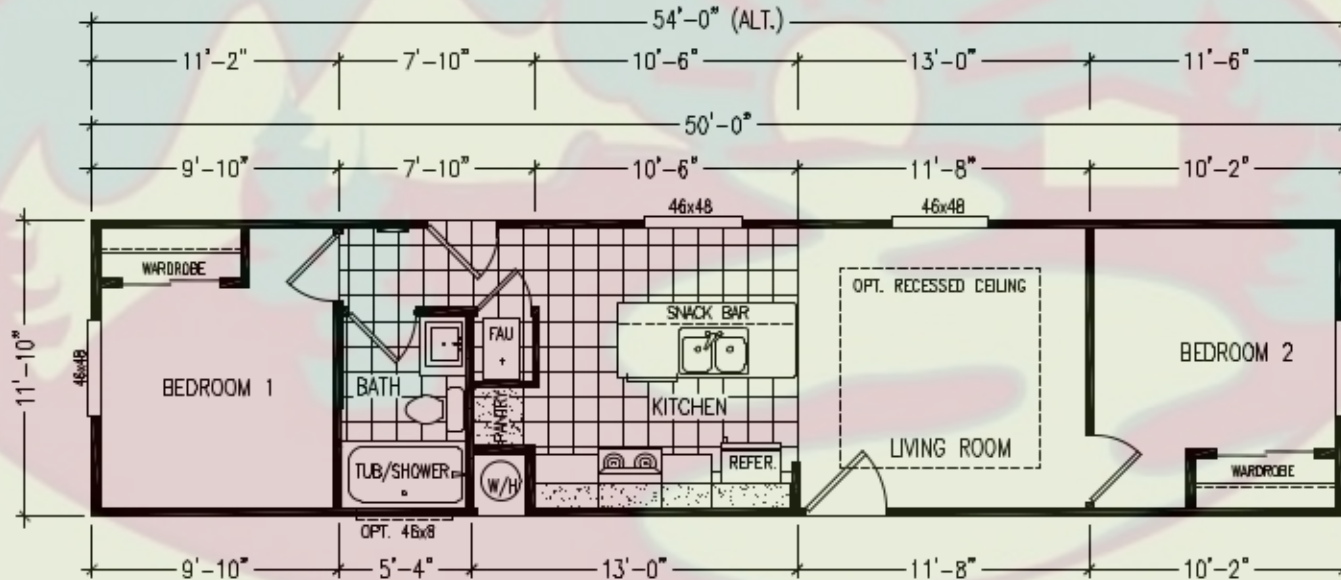 54'-0" (ALT.)
11'-2" 7'-10" 10'-6" 13'-0" 11'-6"
50'-0"
9'-10" 7'-10" 10'-6" 11'-8" 10'-2"
46x48 46x48
WARDROBE
OPT. RECESSED CEILING
SNACK BAR
FAU
11'-10"
46x48
BEDROOM 1
BATH
PANTRY
KITCHEN
BEDROOM 2
LIVING ROOM
TUB/SHOWER
W/H
REFER.
WARDROBE
OPT. 46x8
9'-10" 5'-4" 13'-0" 11'-8" 10'-2"